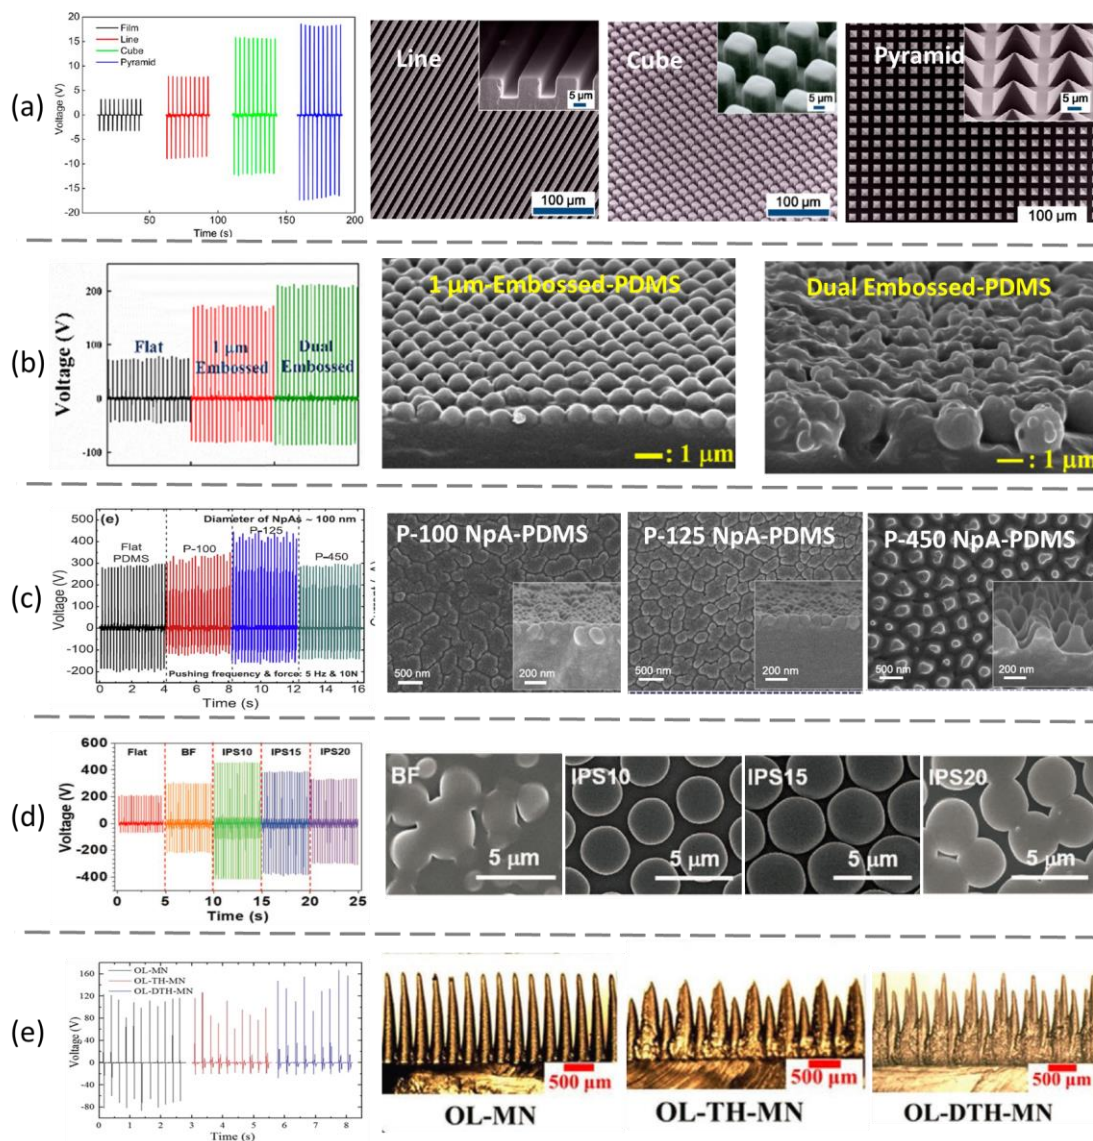 (a)
Film
Line
Cube
Pyramid
Voltage (V)
20
15
10
5
0
5
10
15
20
50
100
150
200
Time (s)
Line
5 µm
100 µm
Cube
5 µm
100 µm
Pyramid
5 µm
100 µm
(b)
Voltage (V)
200
100
0
-100
Flat
1 µm
Embossed
Dual
Embossed
1 µm-Embossed-PDMS
: 1 µm
Dual Embossed-PDMS
: 1 µm
(c)
(e)
Diameter of NpAs ~ 100 nm
Voltage (V)
500
400
300
200
100
0
-100
-200
Flat
PDMS
P-100
P-125
P-450
Pushing frequency & force: 5 Hz & 10N
0 2 4 6 8 10 12 14 16
Time (s)
P-100 NpA-PDMS
500 nm
200 nm
P-125 NpA-PDMS
500 nm
200 nm
P-450 NpA-PDMS
500 nm
200 nm
(d)
Voltage (V)
600
400
200
0
-200
-400
Flat
BF
IPS10
IPS15
IPS20
0 5 10 15 20 25
Time (s)
BF
5 µm
IPS10
5 µm
IPS15
5 µm
IPS20
5 µm
(e)
Voltage (V)
160
120
80
40
0
-40
-80
OL-MN
OL-TH-MN
OL-DTH-MN
0 1 2 3 4 5 6 7 8
Time (s)
500 µm
OL-MN
500 µm
OL-TH-MN
500 µm
OL-DTH-MN